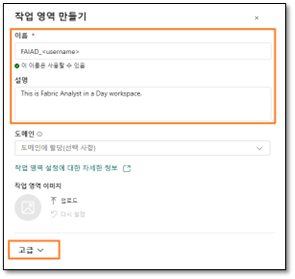 작업 영역 만들기
이름 *
FAIAD_<username>
이 이름은 사용할 수 있음
설명
This is Fabric Analyst in a Day workspace.
도메인
도메인에 할당(선택 사항)
작업 영역 설정에 대한 자세한 정보
작업 영역 이미지
업로드
다시 설정
고급